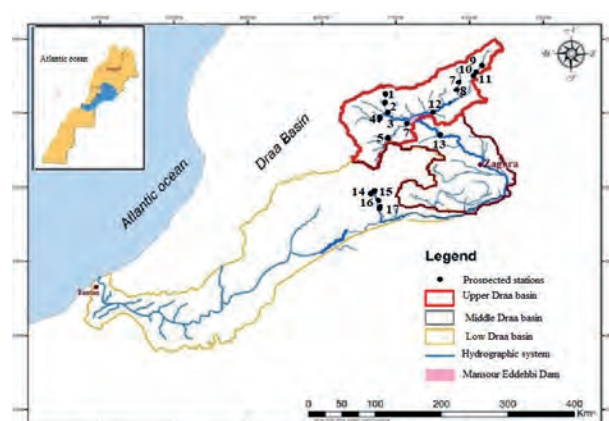 Atlantic ocean
Draa Basin
Atlantic ocean
9
10
7
11
8
1
2
12
4
3
7
5
13
Zagora
14
15
16
17
Legend
Prospected stations
Upper Draa basin
Middle Draa basin
Low Draa basin
Hydrographic system
Mansour Eddehbi Dam
0 50 100 200 300 400
Km